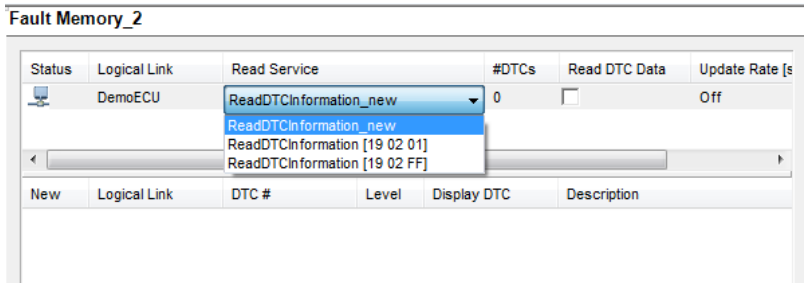 Fault Memory_2
Status Logical Link Read Service #DTCs Read DTC Data Update Rate [s
DemoECU ReadDTCInformation_new 0 Off
ReadDTCInformation_new
ReadDTCInformation [19 02 01]
ReadDTCInformation [19 02 FF]
New Logical Link DTC # Level Display DTC Description